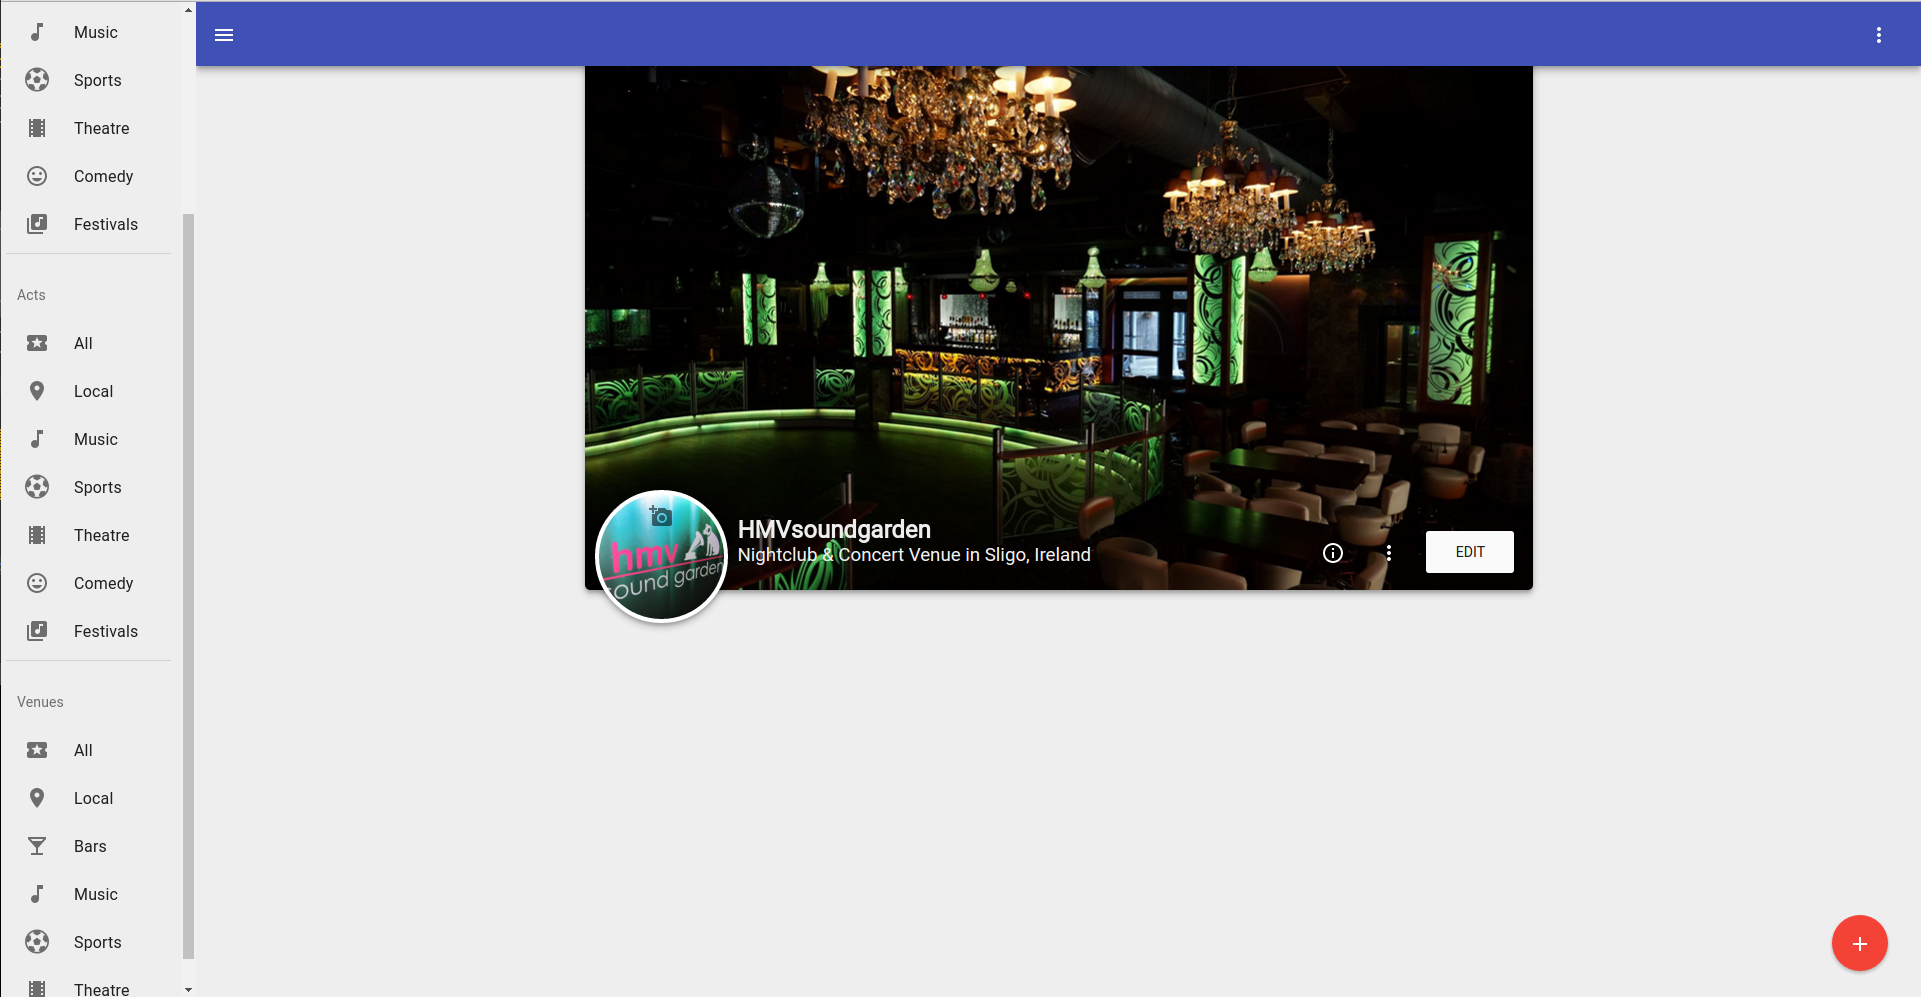 Music
Sports
Theatre
Comedy
Festivals
Acts
All
Local
Music
Sports
Theatre
Comedy
Festivals
Venues
All
Local
Bars
Music
Sports
Theatre
hmv
sound garden
HMVsoundgarden
Nightclub & Concert Venue in Sligo, Ireland
EDIT